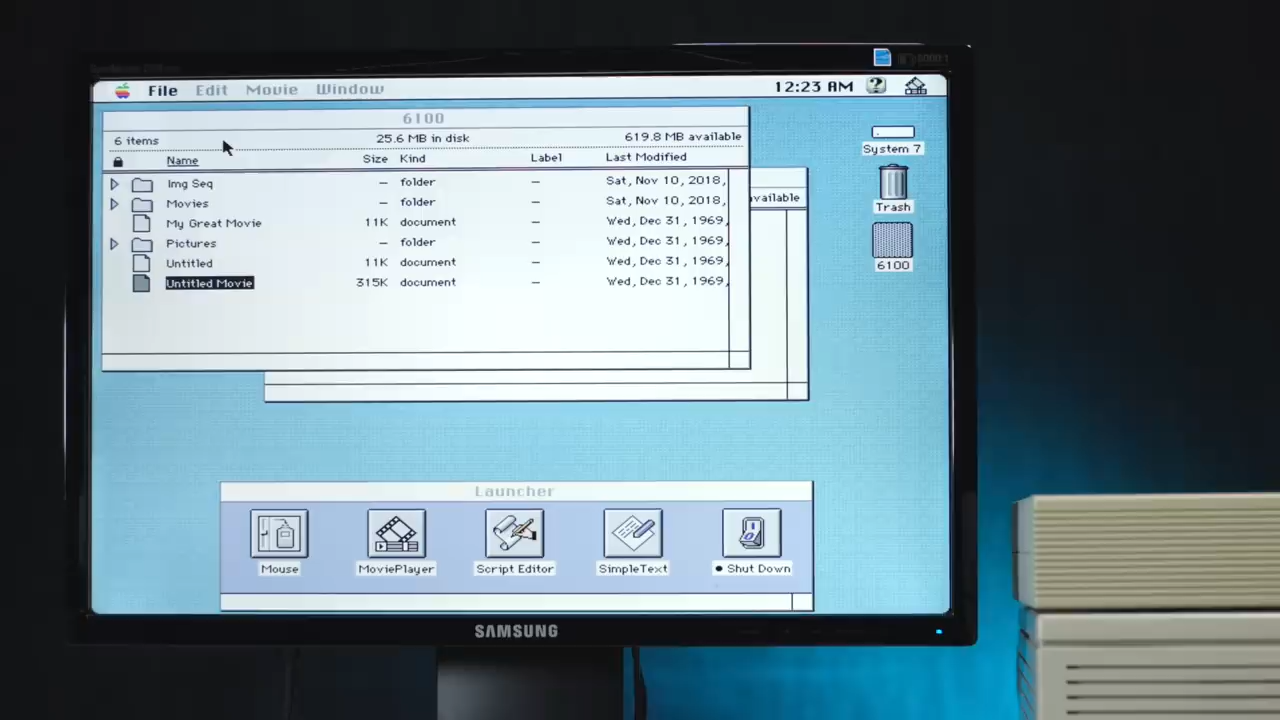 File Edit Movie Window 12:23 AM
6100
6 items 25.6 MB in disk 619.8 MB available
Name Size Kind Label Last Modified
Img Seq – folder – Sat, Nov 10, 2018,
Movies – folder – Sat, Nov 10, 2018,
My Great Movie 11K document – Wed, Dec 31, 1969,
Pictures – folder – Wed, Dec 31, 1969,
Untitled 11K document – Wed, Dec 31, 1969,
Untitled Movie 315K document – Wed, Dec 31, 1969,
available
System 7
Trash
6100
Launcher
Mouse MoviePlayer Script Editor SimpleText • Shut Down
SAMSUNG